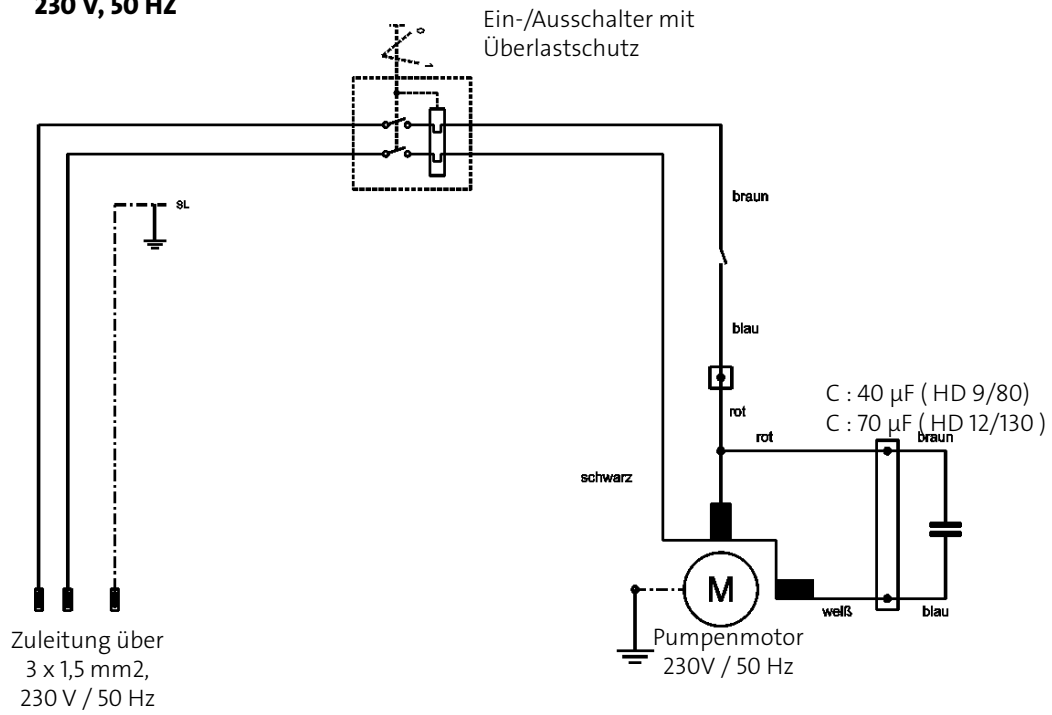 230 V, 50 HZ
Ein-/Ausschalter mit
Überlastschutz
0
1
SL
braun
blau
C : 40 µF ( HD 9/80)
C : 70 µF ( HD 12/130 )
rot
rot
braun
schwarz
M
weiß
blau
Zuleitung über
3 x 1,5 mm2,
230 V / 50 Hz
Pumpenmotor
230V / 50 Hz